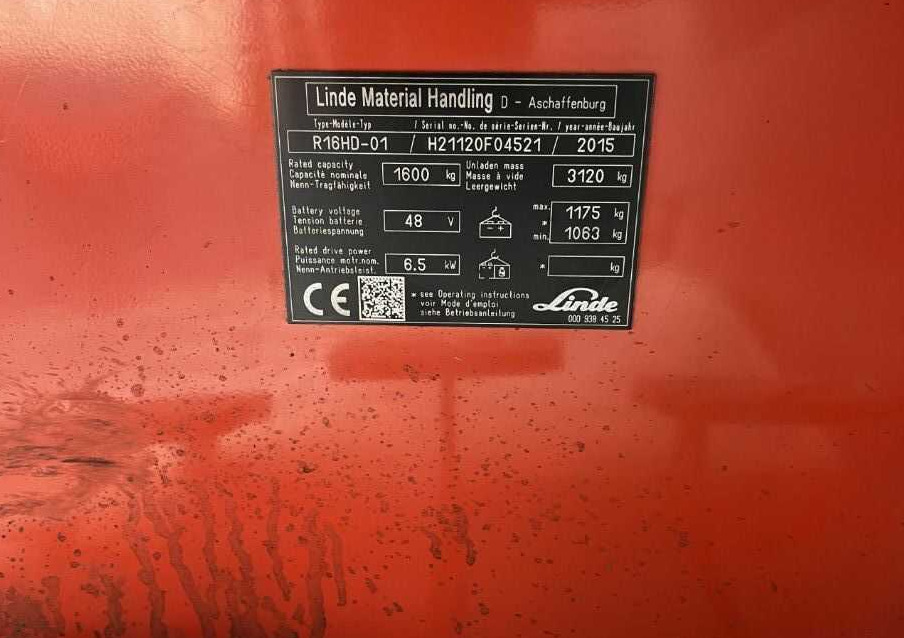 Linde Material Handling D - Aschaffenburg
Type-Modèle-Typ / Serial no.-No. de série-Serien-Nr. / year-année-Baujahr
R16HD-01 / H21120F04521 / 2015
Rated capacity
Capacité nominale
Nenn-Tragfähigkeit
1600 kg
Unladen mass
Masse à vide
Leergewicht
3120 kg
Battery voltage
Tension batterie
Batteriespannung
48 V
- +
max. 1175 kg
*
min. 1063 kg
Rated drive power
Puissance motr.nom.
Nenn-Antriebsleist.
6.5 kW
* kg
CE
* see Operating instructions
voir Mode d'emploi
siehe Betriebsanleitung
Linde
000 938 45 25